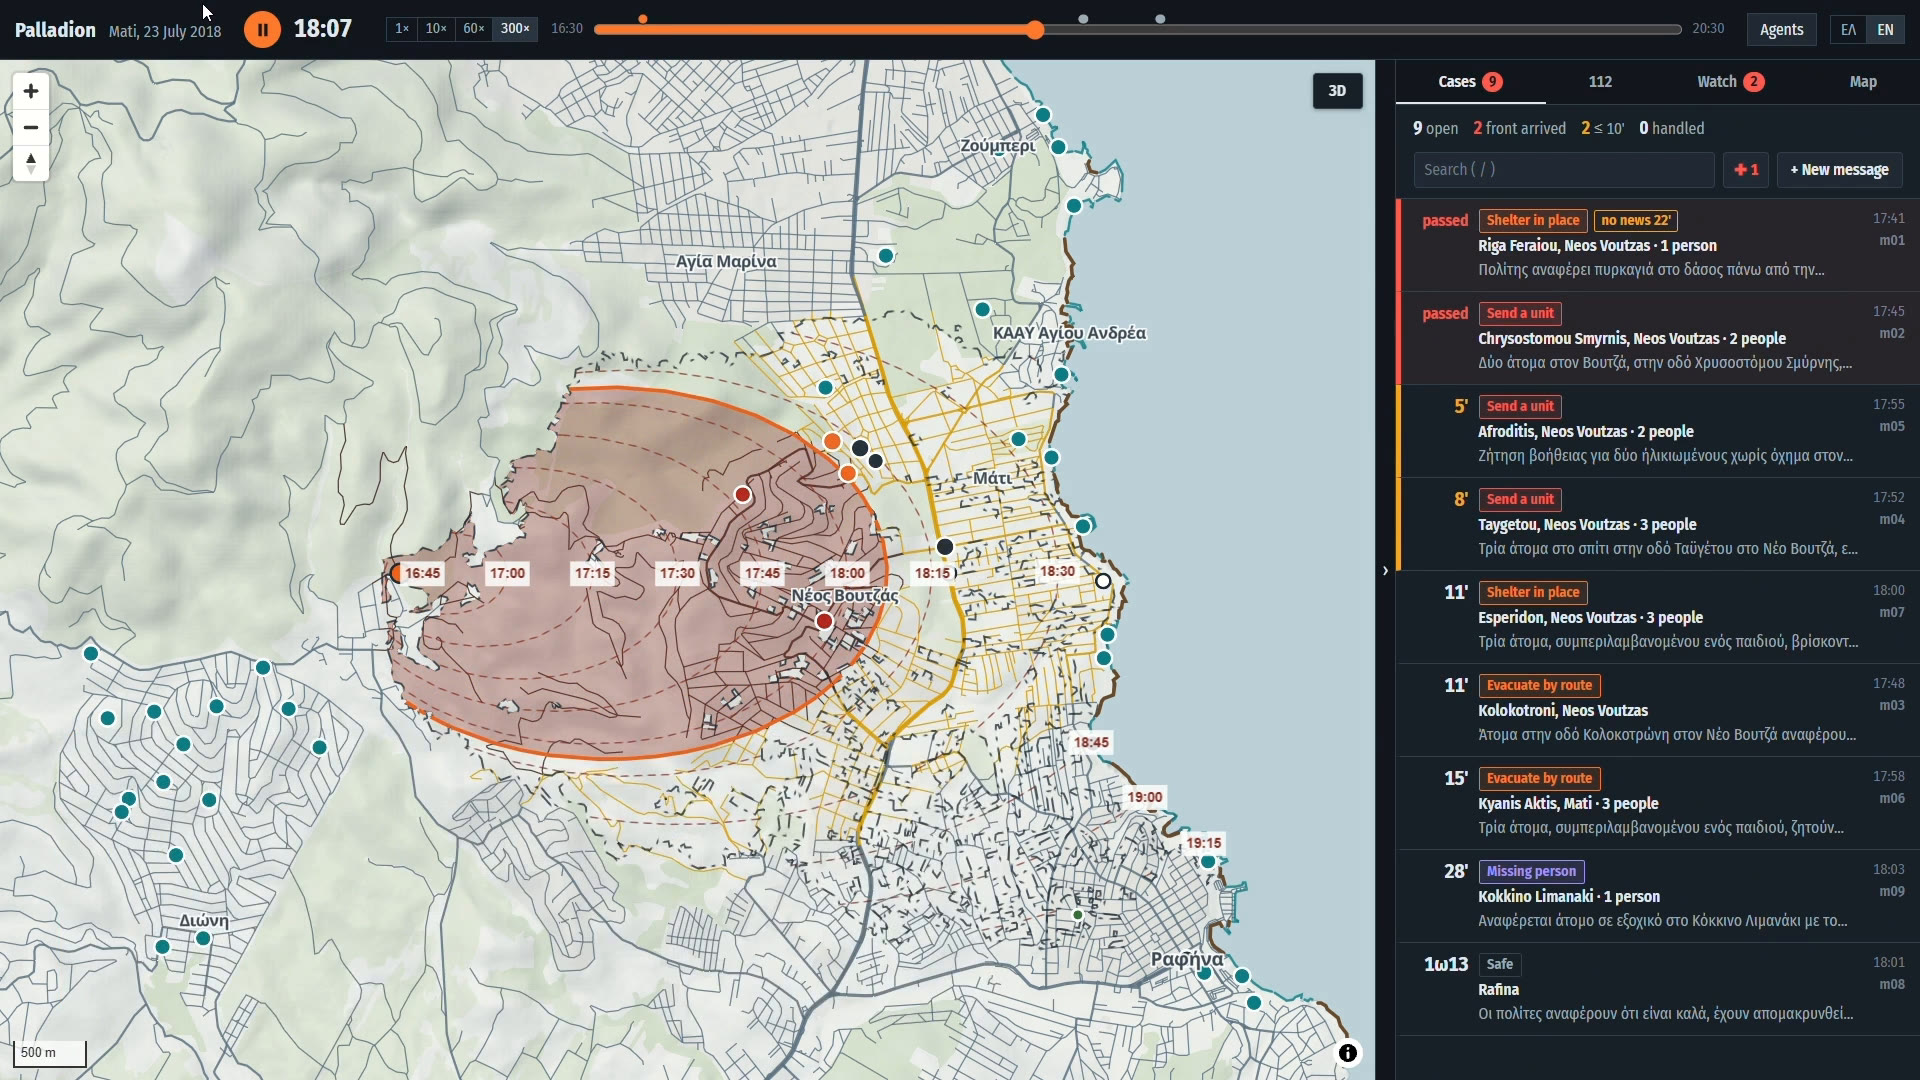 Palladion Mati, 23 July 2018 18:07 1× 10× 60× 300× 16:30 20:30 Agents ΕΛ EN
3D
Ζούμπερι
Αγία Μαρίνα
ΚΑΑΥ Αγίου Ανδρέα
Μάτι
16:45 17:00 17:15 17:30 17:45 18:00 18:15 18:30
Νέος Βουτζάς
18:45
19:00
19:15
Διώνη
Ραφήνα
500 m
Cases 9 112 Watch 2 Map
9 open 2 front arrived 2 ≤ 10' 0 handled
Search ( / ) + 1 + New message
passed Shelter in place no news 22' 17:41
Riga Feraiou, Neos Voutzas · 1 person m01
Πολίτης αναφέρει πυρκαγιά στο δάσος πάνω από την...
passed Send a unit 17:45
Chrysostomou Smyrnis, Neos Voutzas · 2 people m02
Δύο άτομα στον Βουτζά, στην οδό Χρυσοστόμου Σμύρνης,...
5' Send a unit 17:55
Afroditis, Neos Voutzas · 2 people m05
Ζήτηση βοήθειας για δύο ηλικιωμένους χωρίς όχημα στον...
8' Send a unit 17:52
Taygetou, Neos Voutzas · 3 people m04
Τρία άτομα στο σπίτι στην οδό Ταϋγέτου στο Νέο Βουτζά, ε...
11' Shelter in place 18:00
Esperidon, Neos Voutzas · 3 people m07
Τρία άτομα, συμπεριλαμβανομένου ενός παιδιού, βρίσκοντ...
11' Evacuate by route 17:48
Kolokotroni, Neos Voutzas m03
Άτομα στην οδό Κολοκοτρώνη στον Νέο Βουτζά αναφέρου...
15' Evacuate by route 17:58
Kyanis Aktis, Mati · 3 people m06
Τρία άτομα, συμπεριλαμβανομένου ενός παιδιού, ζητούν...
28' Missing person 18:03
Kokkino Limanaki · 1 person m09
Αναφέρεται άτομο σε εξοχικό στο Κόκκινο Λιμανάκι με το...
1ω13 Safe 18:01
Rafina m08
Οι πολίτες αναφέρουν ότι είναι καλά, έχουν απομακρυνθεί...